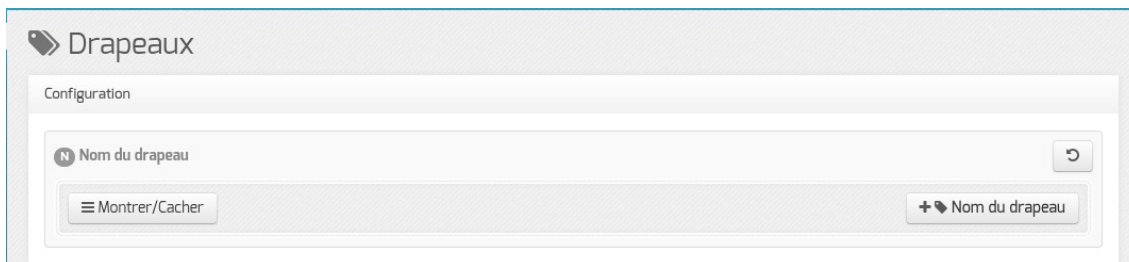 Drapeaux
Configuration
N Nom du drapeau
Montrer/Cacher
Nom du drapeau